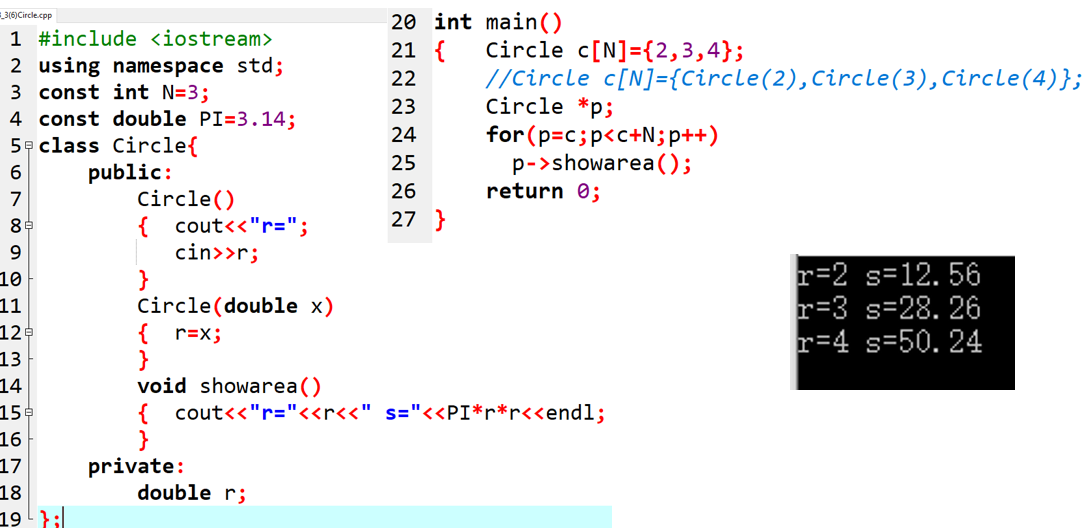 3_3(6)Circle.cpp
1 #include <iostream>
2 using namespace std;
3 const int N=3;
4 const double PI=3.14;
5 class Circle{
6 public:
7 Circle()
8 { cout<<"r=";
9 cin>>r;
10 }
11 Circle(double x)
12 { r=x;
13 }
14 void showarea()
15 { cout<<"r="<<r<<" s="<<PI*r*r<<endl;
16 }
17 private:
18 double r;
19 };
20 int main()
21 { Circle c[N]={2,3,4};
22 //Circle c[N]={Circle(2),Circle(3),Circle(4)};
23 Circle *p;
24 for(p=c;p<c+N;p++)
25 p->showarea();
26 return 0;
27 }
r=2 s=12.56
r=3 s=28.26
r=4 s=50.24